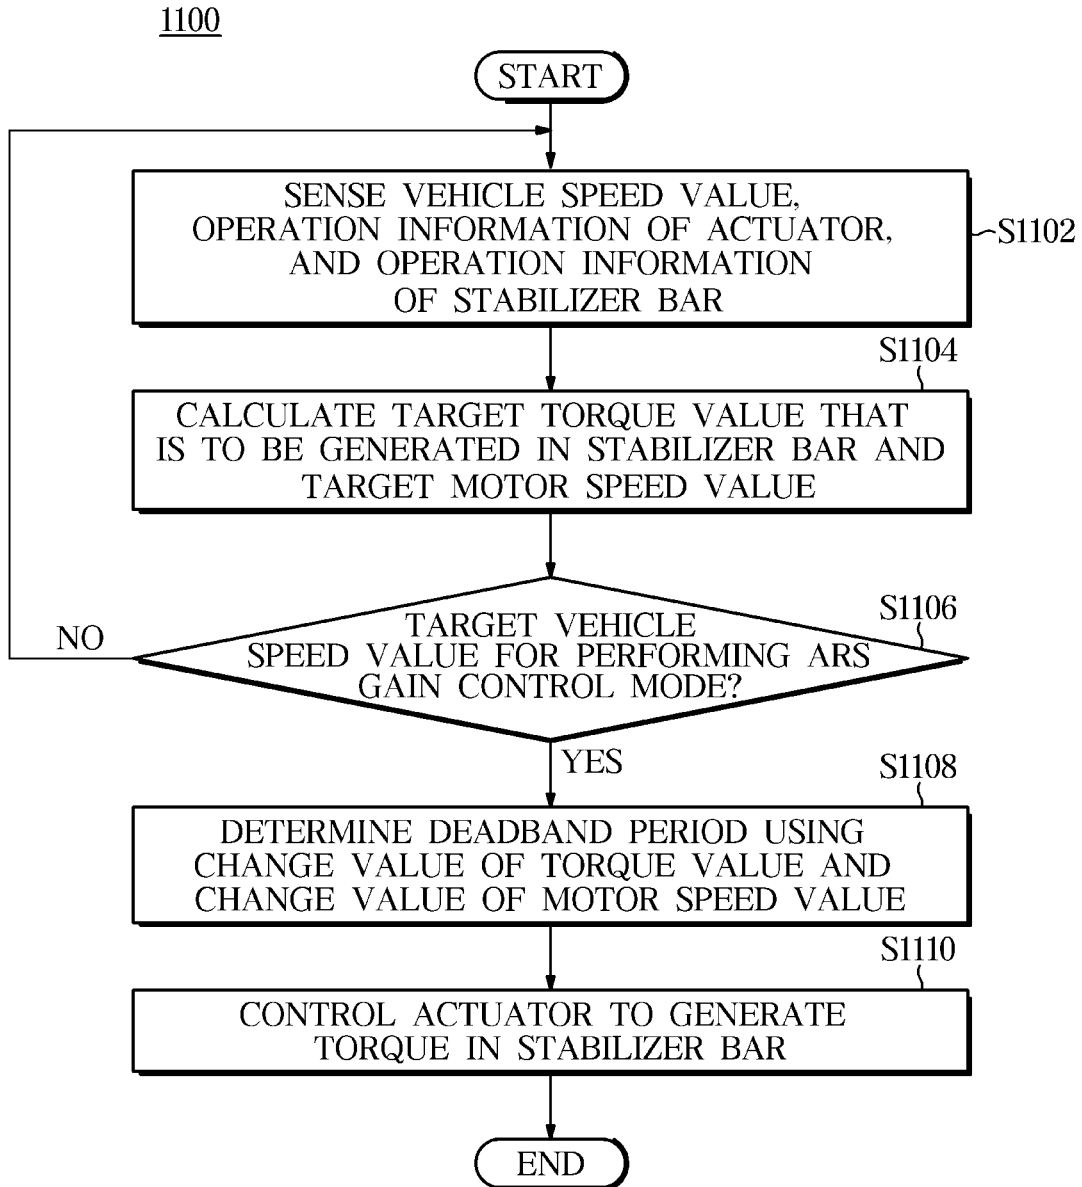 1100
START
SENSE VEHICLE SPEED VALUE,
OPERATION INFORMATION OF ACTUATOR,
AND OPERATION INFORMATION
OF STABILIZER BAR
S1102
S1104
CALCULATE TARGET TORQUE VALUE THAT
IS TO BE GENERATED IN STABILIZER BAR AND
TARGET MOTOR SPEED VALUE
S1106
TARGET VEHICLE
SPEED VALUE FOR PERFORMING ARS
GAIN CONTROL MODE?
NO
YES
S1108
DETERMINE DEADBAND PERIOD USING
CHANGE VALUE OF TORQUE VALUE AND
CHANGE VALUE OF MOTOR SPEED VALUE
S1110
CONTROL ACTUATOR TO GENERATE
TORQUE IN STABILIZER BAR
END